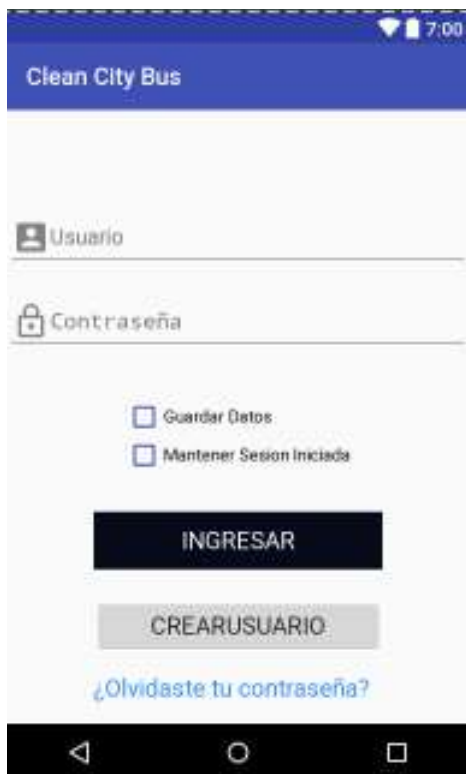 7:00
Clean City Bus
Usuario
Contraseña
Guardar Datos
Mantener Sesion Iniciada
INGRESAR
CREARUSUARIO
¿Olvidaste tu contraseña?